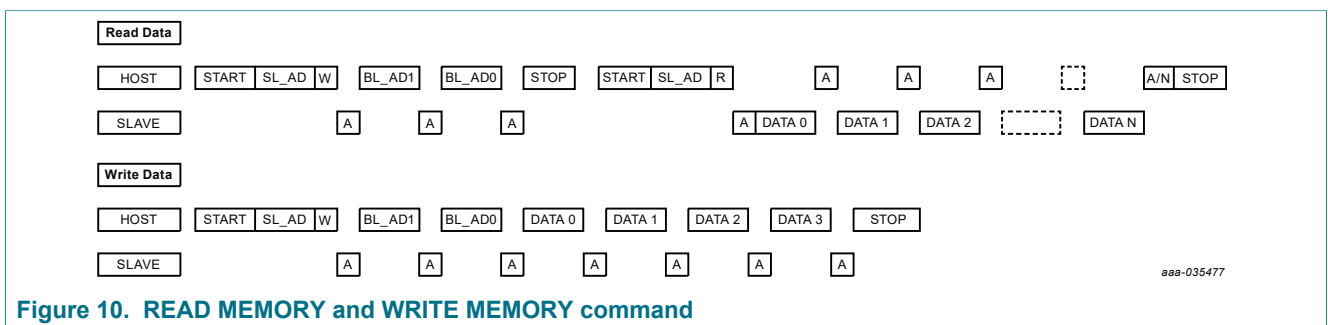 Read Data
HOST START SL_AD W BL_AD1 BL_AD0 STOP START SL_AD R A A A A/N STOP
SLAVE A A A A DATA 0 DATA 1 DATA 2 DATA N
Write Data
HOST START SL_AD W BL_AD1 BL_AD0 DATA 0 DATA 1 DATA 2 DATA 3 STOP
SLAVE A A A A A A A
aaa-035477
Figure 10. READ MEMORY and WRITE MEMORY command